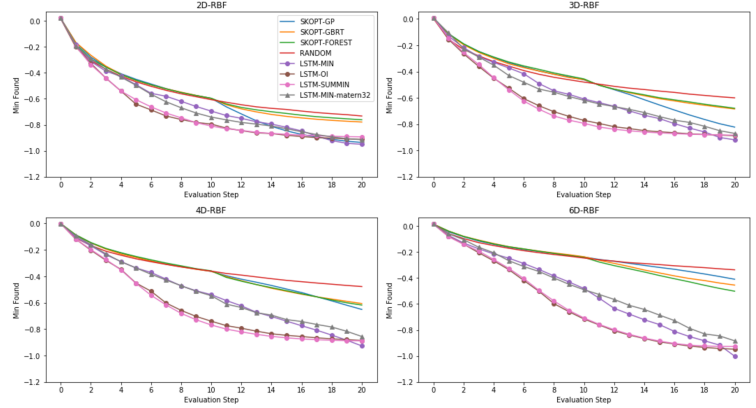 2D-RBF
0.0
−0.2
−0.4
−0.6
−0.8
−1.0
−1.2
Min Found
SKOPT-GP
SKOPT-GBRT
SKOPT-FOREST
RANDOM
LSTM-MIN
LSTM-OI
LSTM-SUMMIN
LSTM-MIN-matern32
0 2 4 6 8 10 12 14 16 18 20
Evaluation Step
3D-RBF
0.0
−0.2
−0.4
−0.6
−0.8
−1.0
−1.2
Min Found
0 2 4 6 8 10 12 14 16 18 20
Evaluation Step
4D-RBF
0.0
−0.2
−0.4
−0.6
−0.8
−1.0
−1.2
Min Found
0 2 4 6 8 10 12 14 16 18 20
Evaluation Step
6D-RBF
0.0
−0.2
−0.4
−0.6
−0.8
−1.0
−1.2
Min Found
0 2 4 6 8 10 12 14 16 18 20
Evaluation Step